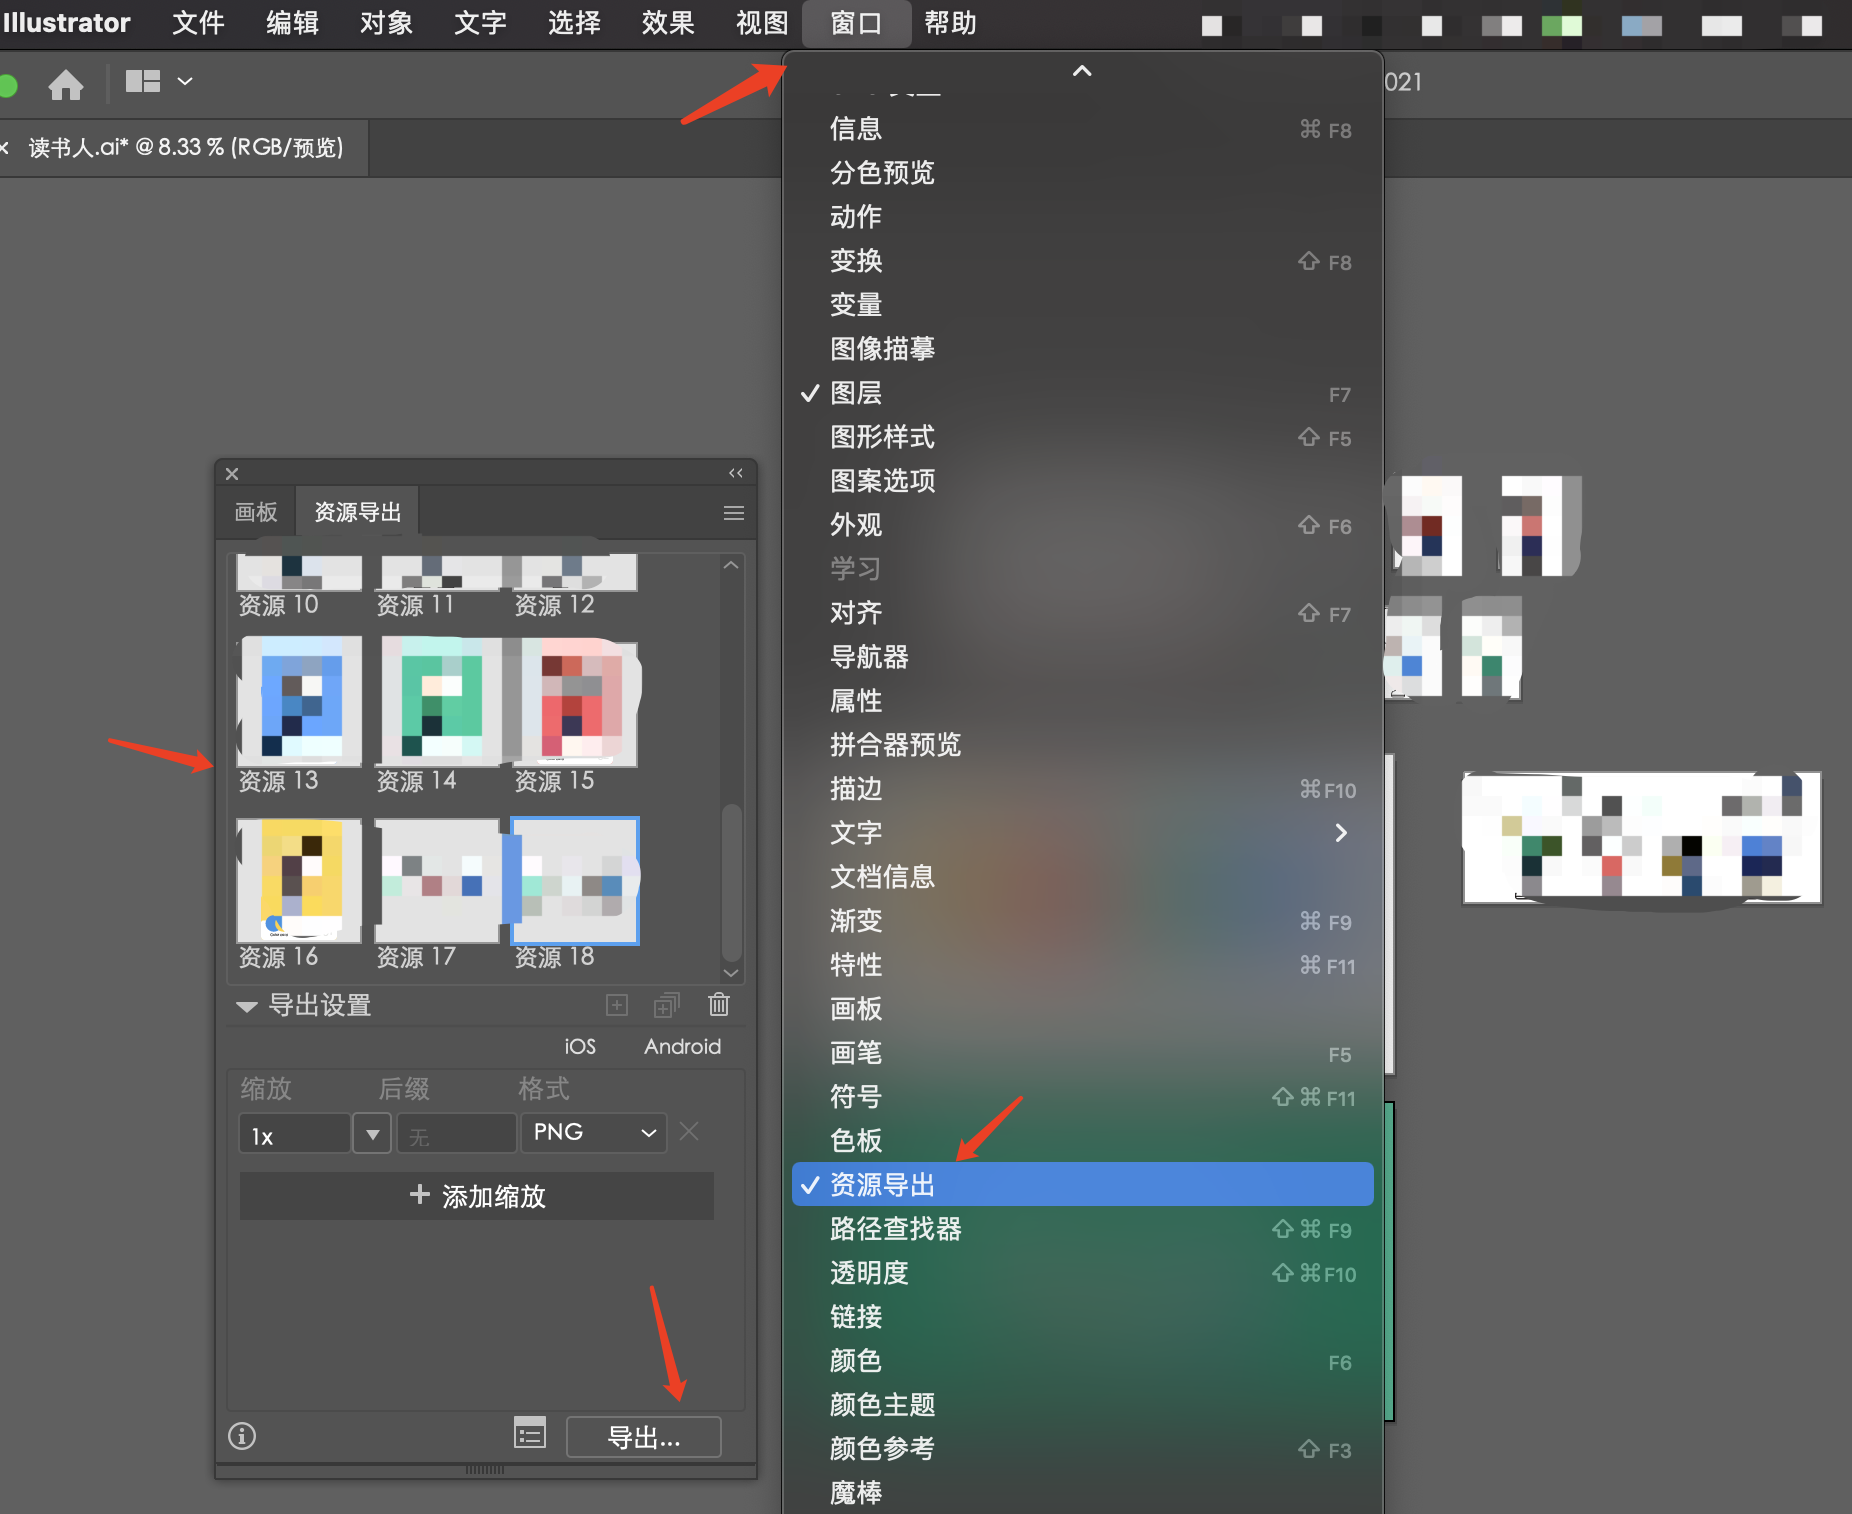 Illustrator 文件 编辑 对象 文字 选择 效果 视图 窗口 帮助
021
读书人.ai* @ 8.33 % (RGB/预览)
信息 ⌘ F8
分色预览
动作
变换 ⇧ F8
变量
图像描摹
✓ 图层 F7
图形样式 ⇧ F5
图案选项
外观 ⇧ F6
学习
对齐 ⇧ F7
导航器
属性
拼合器预览
描边 ⌘F10
文字
文档信息
渐变 ⌘ F9
特性 ⌘ F11
画板
画笔 F5
符号 ⇧ ⌘ F11
色板
✓ 资源导出
路径查找器 ⇧ ⌘ F9
透明度 ⇧ ⌘F10
链接
颜色 F6
颜色主题
颜色参考 ⇧ F3
魔棒
画板 资源导出
资源 10 资源 11 资源 12
资源 13 资源 14 资源 15
资源 16 资源 17 资源 18
导出设置
iOS Android
缩放 后缀 格式
1x 无 PNG
+ 添加缩放
导出...